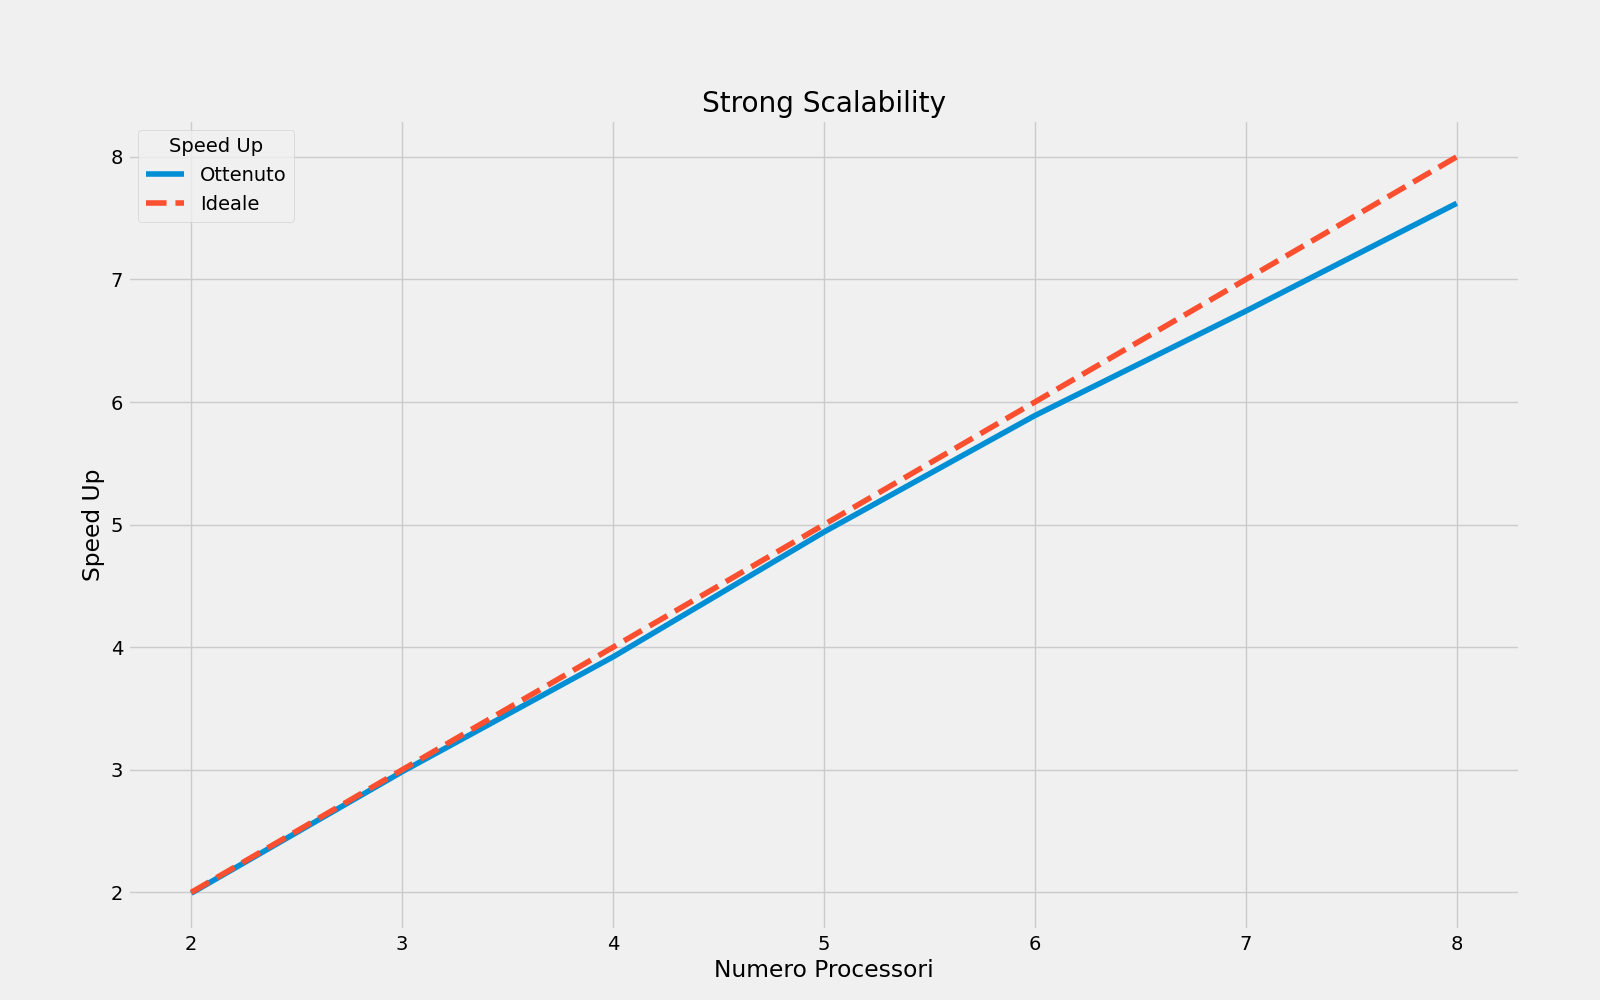 Strong Scalability
Speed Up
Ottenuto
Ideale
8
7
6
5
4
3
2
Speed Up
2 3 4 5 6 7 8
Numero Processori